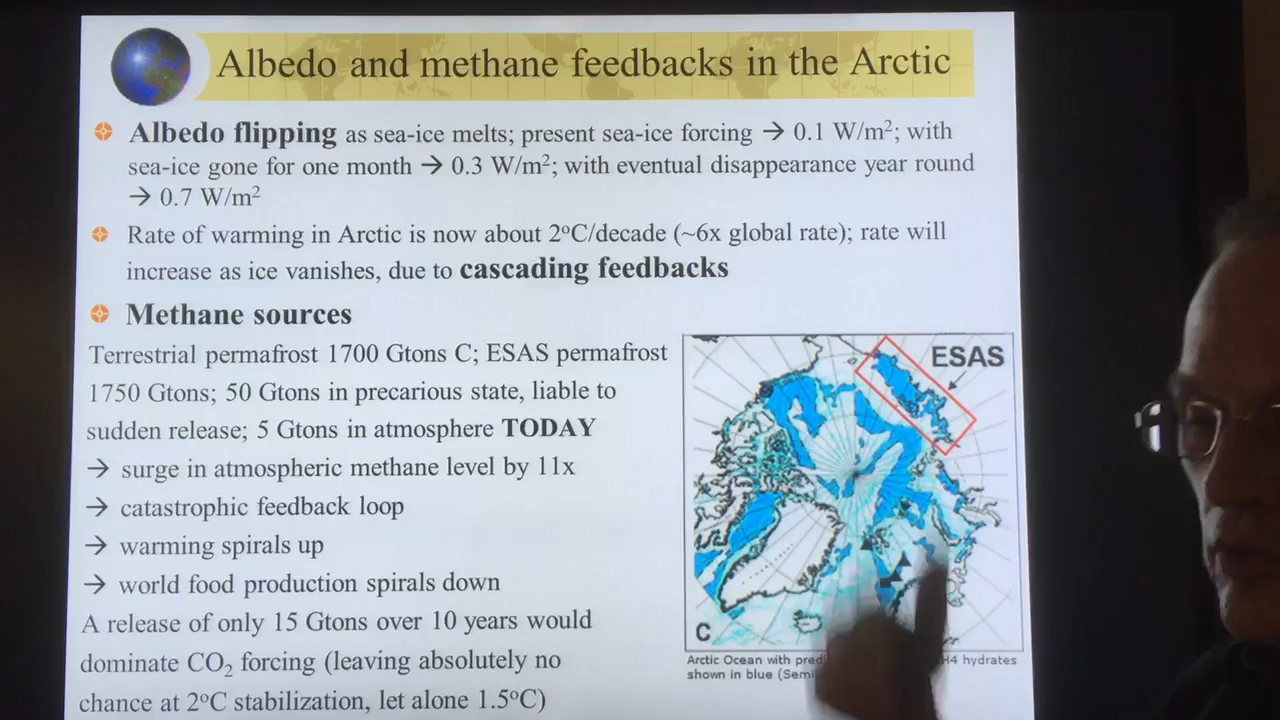 Albedo and methane feedbacks in the Arctic
Albedo flipping as sea-ice melts; present sea-ice forcing → 0.1 W/m²; with
sea-ice gone for one month → 0.3 W/m²; with eventual disappearance year round
→ 0.7 W/m²
Rate of warming in Arctic is now about 2°C/decade (~6x global rate); rate will
increase as ice vanishes, due to cascading feedbacks
Methane sources
Terrestrial permafrost 1700 Gtons C; ESAS permafrost
1750 Gtons; 50 Gtons in precarious state, liable to
sudden release; 5 Gtons in atmosphere TODAY
→ surge in atmospheric methane level by 11x
→ catastrophic feedback loop
→ warming spirals up
→ world food production spirals down
A release of only 15 Gtons over 10 years would
dominate CO₂ forcing (leaving absolutely no
chance at 2°C stabilization, let alone 1.5°C)
ESAS
C
Arctic Ocean with pred H4 hydrates
shown in blue (Semi